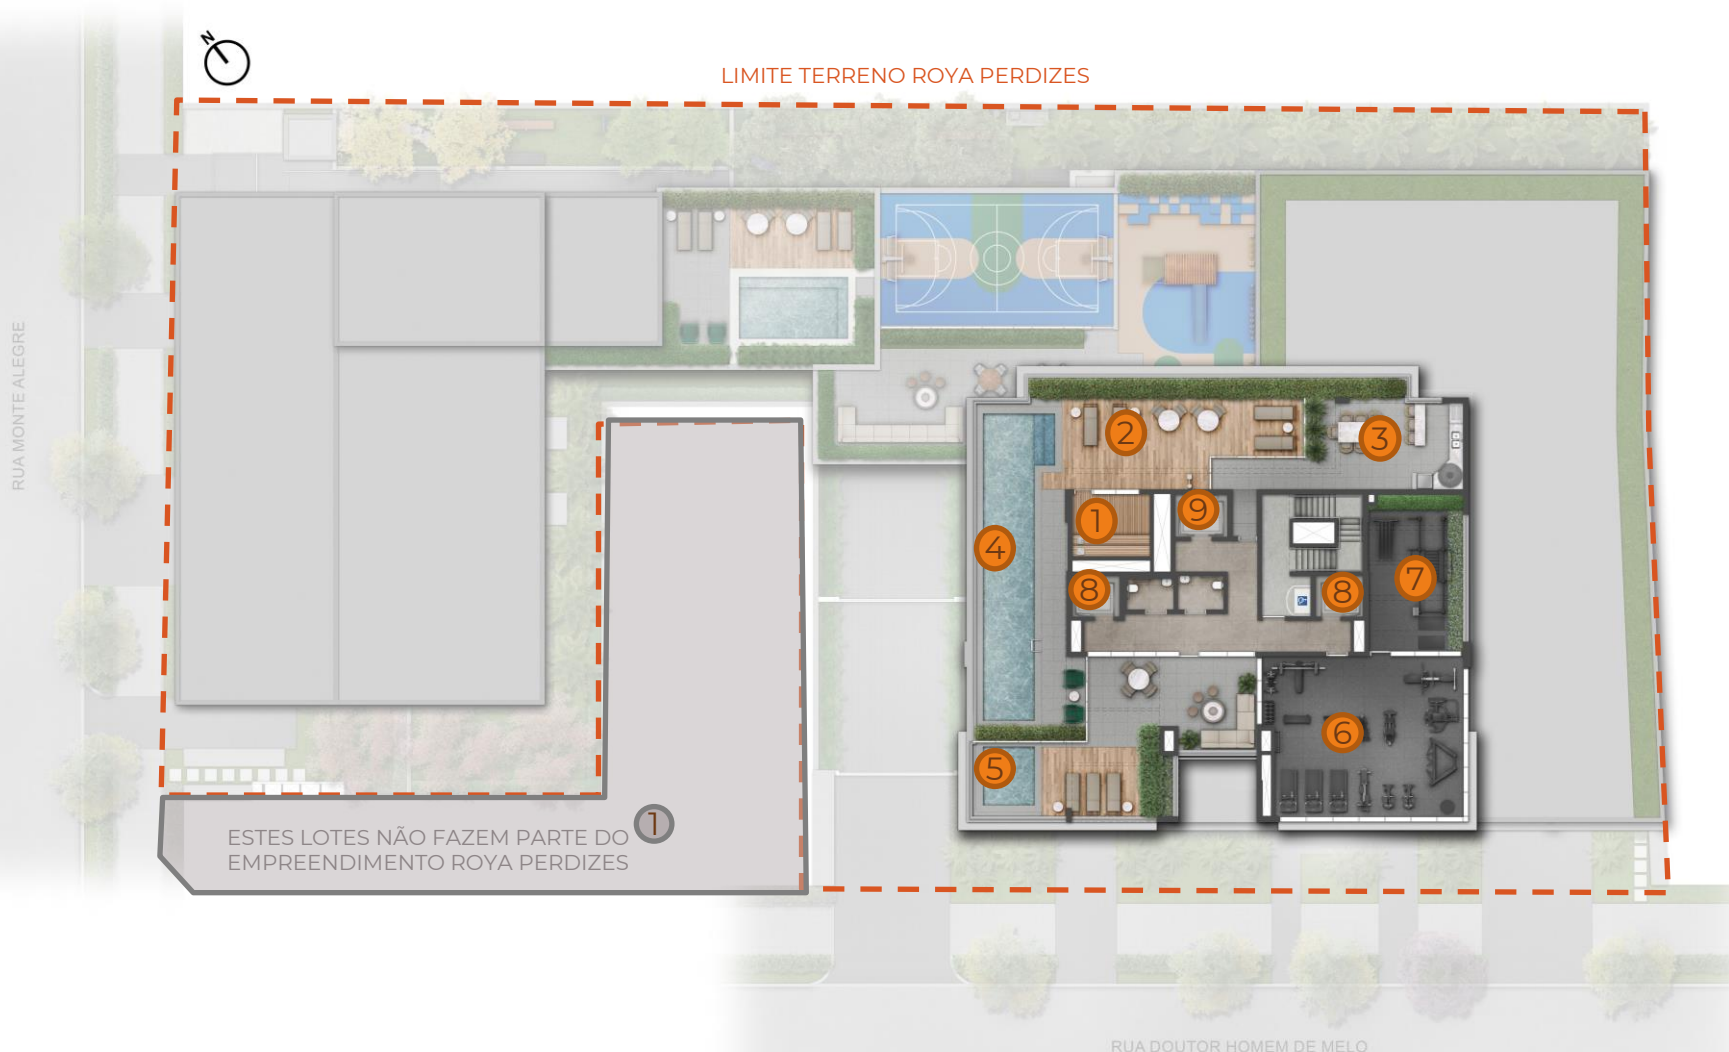 N
LIMITE TERRENO ROYA PERDIZES
RUA MONTE ALEGRE
2
3
1
9
4
8
8
7
6
5
1
ESTES LOTES NÃO FAZEM PARTE DO
EMPREENDIMENTO ROYA PERDIZES
RUA DOUTOR HOMEM DE MELO